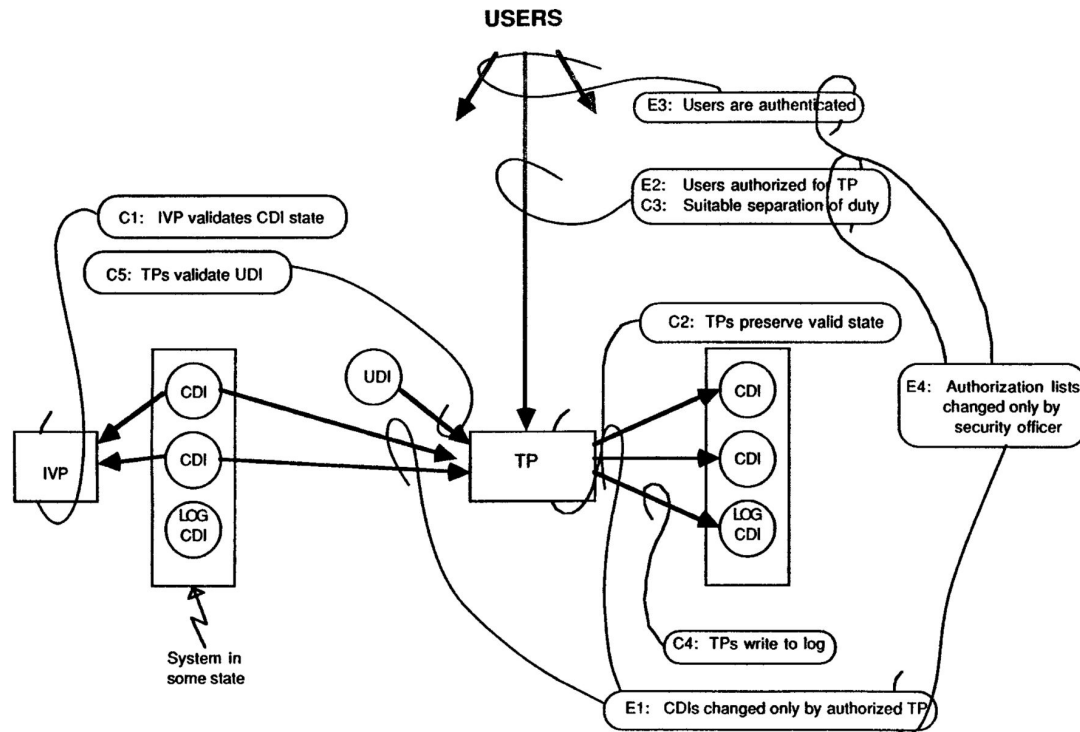 USERS
E3: Users are authenticated
E2: Users authorized for TP
C3: Suitable separation of duty
C1: IVP validates CDI state
C5: TPs validate UDI
C2: TPs preserve valid state
E4: Authorization lists
changed only by
security officer
CDI
UDI
CDI
IVP
CDI
TP
CDI
LOG
CDI
LOG
CDI
System in
some state
C4: TPs write to log
E1: CDIs changed only by authorized TP